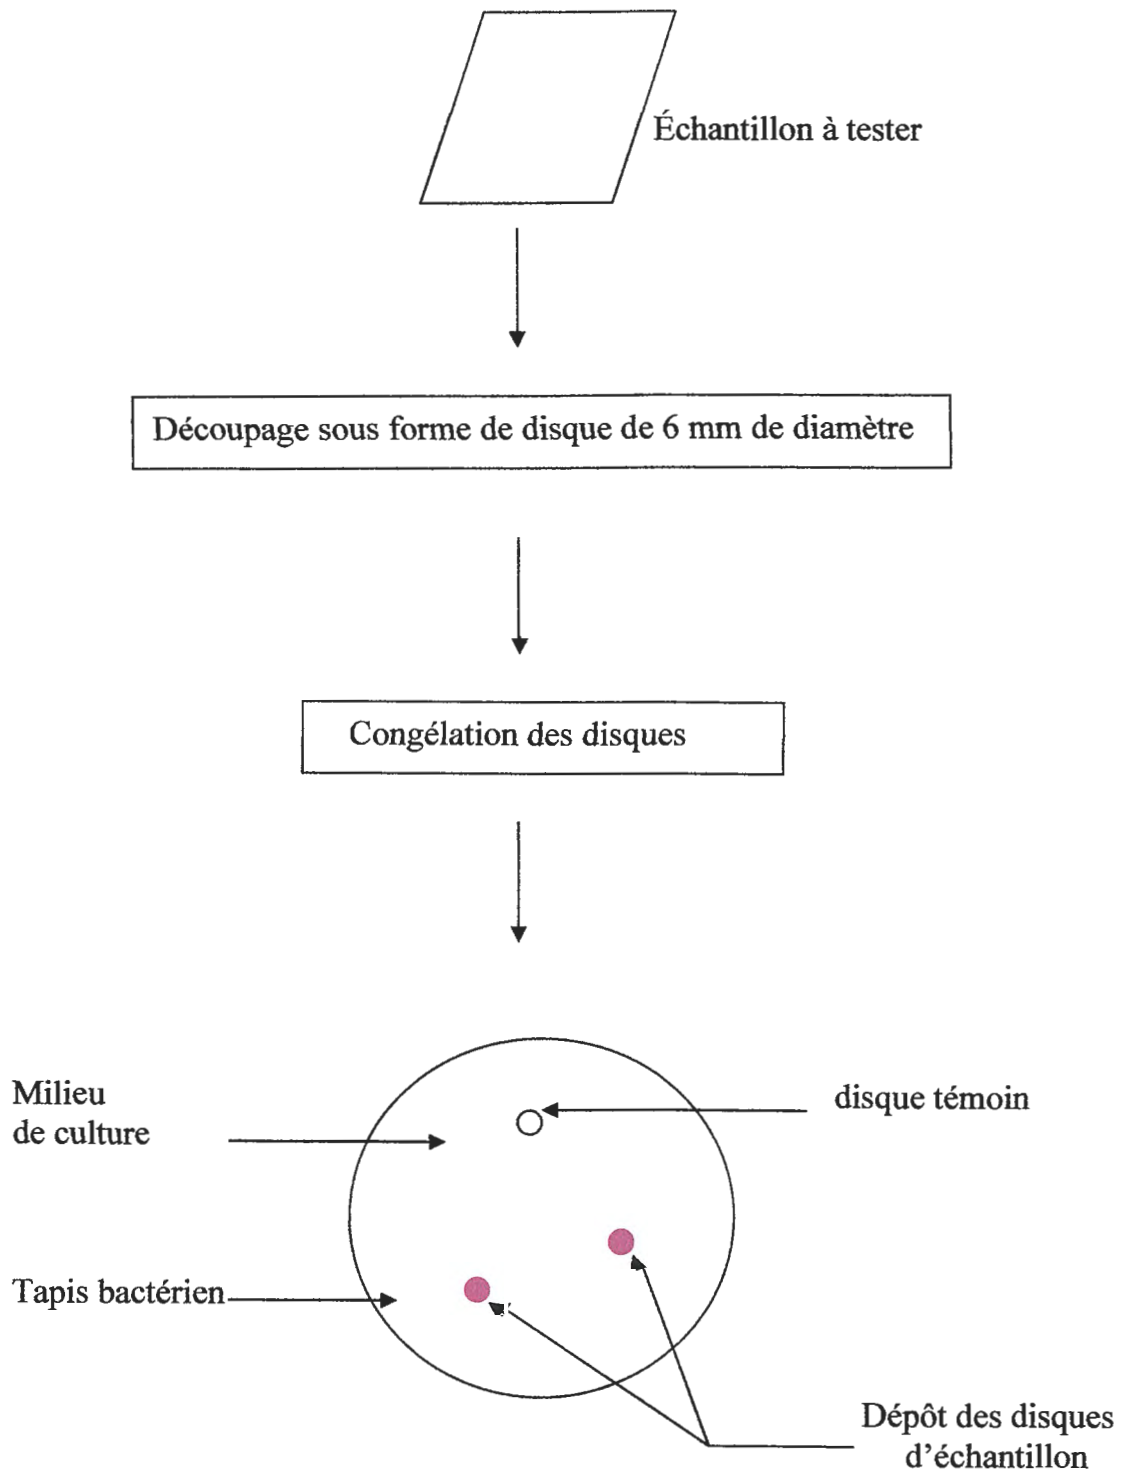 Échantillon à tester
Découpage sous forme de disque de 6 mm de diamètre
Congélation des disques
Milieu
de culture
disque témoin
Tapis bactérien
Dépôt des disques
d'échantillon